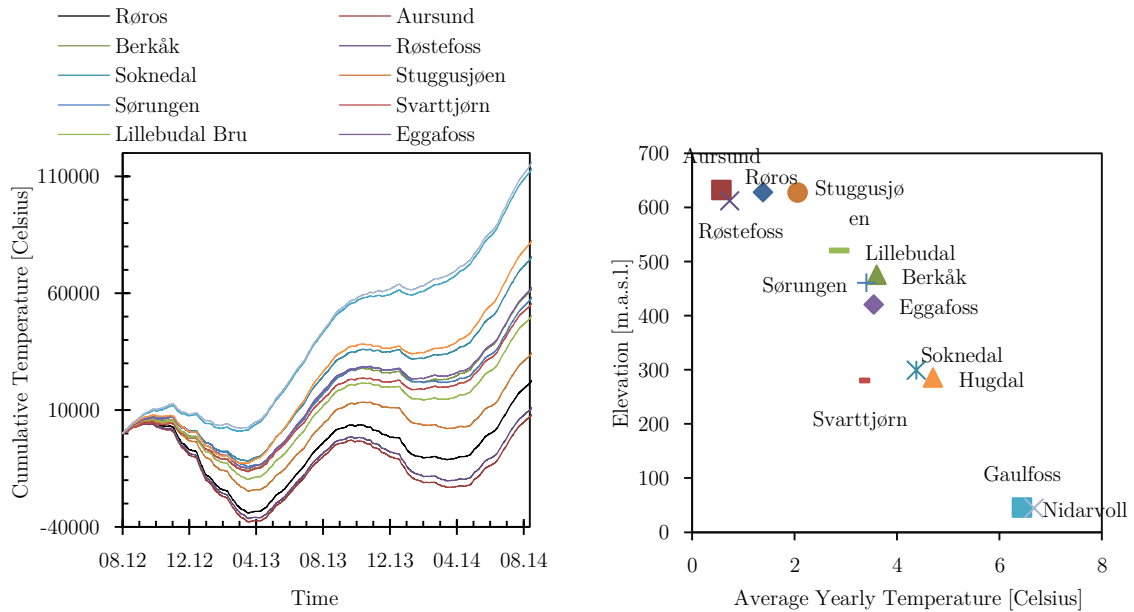 Røros
Aursund
Berkåk
Røstefoss
Soknedal
Stuggusjøen
Sørungen
Svarttjørn
Lillebudal Bru
Eggafoss
110000
60000
10000
-40000
Cumulative Temperature [Celsius]
08.12 12.12 04.13 08.13 12.13 04.14 08.14
Time
700
600
500
400
300
200
100
0
Elevation [m.a.s.l.]
Aursund
Røros
Stuggusjø
en
Røstefoss
Lillebudal
Sørungen
Berkåk
Eggafoss
Soknedal
Hugdal
Svarttjørn
Gaulfoss
Nidarvoll
0 2 4 6 8
Average Yearly Temperature [Celsius]